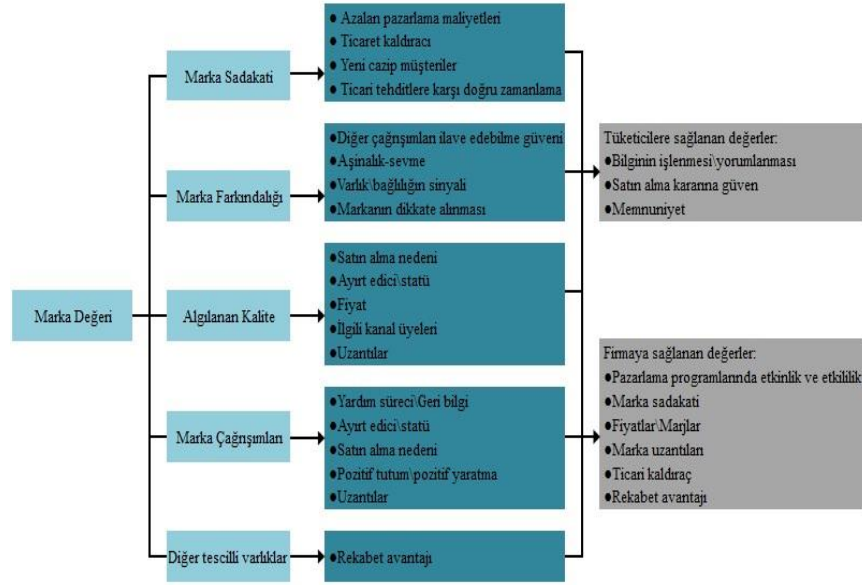 Marka Değeri
Marka Sadakati
●Azalan pazarlama maliyetleri
●Ticaret kaldıracı
●Yeni cazip müşteriler
●Ticari tehditlere karşı doğru zamanlama
Marka Farkındalığı
●Diğer çağrışımları ilave edebilme güveni
●Aşinalık-sevme
●Varlık\bağlılığın sinyali
●Markanın dikkate alınması
Algılanan Kalite
●Satın alma nedeni
●Ayırt edici\statü
●Fiyat
●İlgili kanal üyeleri
●Uzantılar
Marka Çağrışımları
●Yardım süreci\Geri bilgi
●Ayırt edici\statü
●Satın alma nedeni
●Pozitif tutum\pozitif yaratma
●Uzantılar
Diğer tescilli varlıklar
●Rekabet avantajı
Tüketicilere sağlanan değerler:
●Bilginin işlenmesi\yorumlanması
●Satın alma kararına güven
●Memnuniyet
Firmaya sağlanan değerler:
●Pazarlama programlarında etkinlik ve etkililik
●Marka sadakati
●Fiyatlar\Marjlar
●Marka uzantıları
●Ticari kaldıraç
●Rekabet avantajı